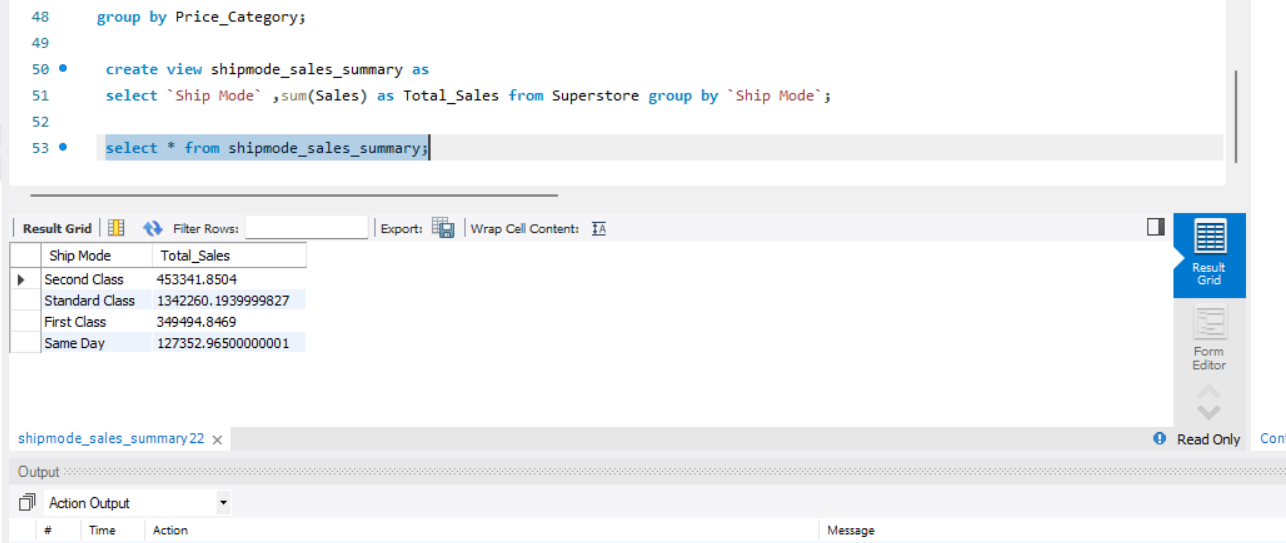 48 group by Price_Category;
49
50 create view shipmode_sales_summary as
51 select `Ship Mode` ,sum(Sales) as Total_Sales from Superstore group by `Ship Mode`;
52
53 select * from shipmode_sales_summary;
Result Grid Filter Rows: Export: Wrap Cell Content: IA
Ship Mode Total_Sales
Second Class 453341.8504
Standard Class 1342260.1939999827
First Class 349494.8469
Same Day 127352.96500000001
Result
Grid
Form
Editor
shipmode_sales_summary 22 ×
Read Only
Output
Action Output
# Time Action Message